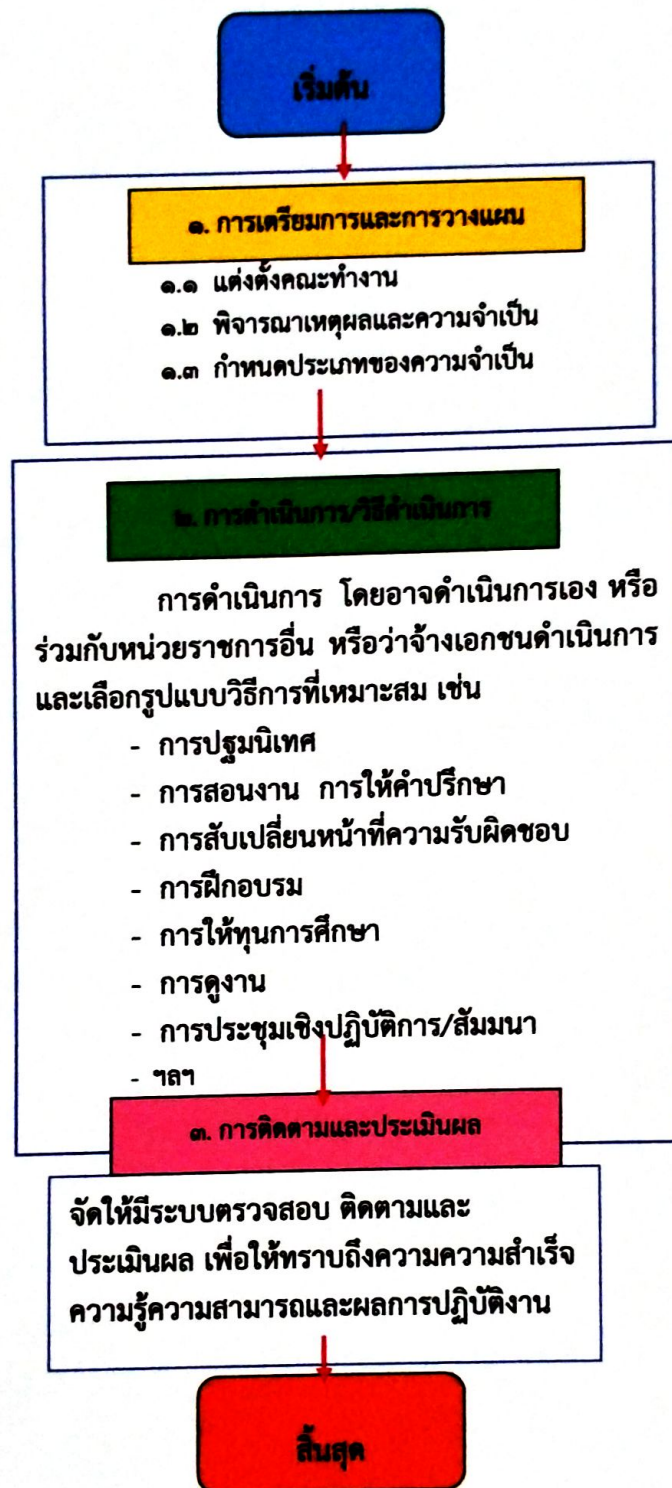 เริ่มต้น
๑. การเตรียมการและการวางแผน
๑.๑ แต่งตั้งคณะทำงาน
๑.๒ พิจารณาเหตุผลและความจำเป็น
๑.๓ กำหนดประเภทของความจำเป็น
๒. การดำเนินการ/วิธีดำเนินการ
การดำเนินการ โดยอาจดำเนินการเอง หรือ
ร่วมกับหน่วยราชการอื่น หรือว่าจ้างเอกชนดำเนินการ
และเลือกรูปแบบวิธีการที่เหมาะสม เช่น
- การปฐมนิเทศ
- การสอนงาน การให้คำปรึกษา
- การสับเปลี่ยนหน้าที่ความรับผิดชอบ
- การฝึกอบรม
- การให้ทุนการศึกษา
- การดูงาน
- การประชุมเชิงปฏิบัติการ/สัมมนา
- ฯลฯ
๓. การติดตามและประเมินผล
จัดให้มีระบบตรวจสอบ ติดตามและ
ประเมินผล เพื่อให้ทราบถึงความความสำเร็จ
ความรู้ความสามารถและผลการปฏิบัติงาน
สิ้นสุด